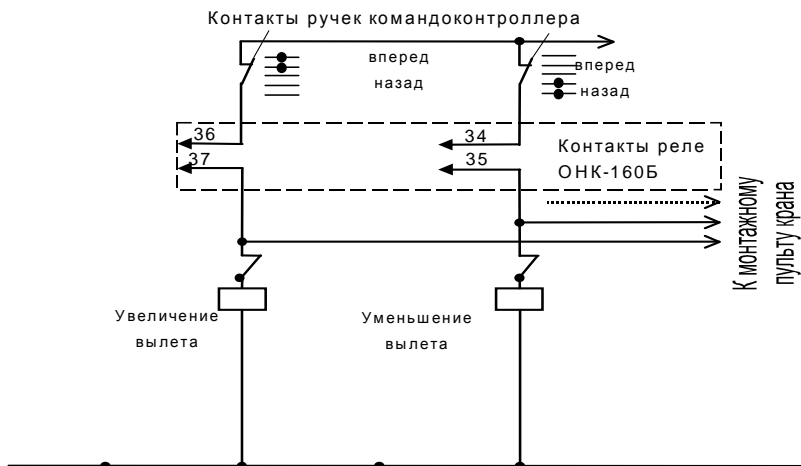 Контакты ручек командоконтроллера
вперед
назад
вперед
назад
36
37
34
35
Контакты реле
ОНК-160Б
К монтажному
пульту крана
Увеличение
вылета
Уменьшение
вылета